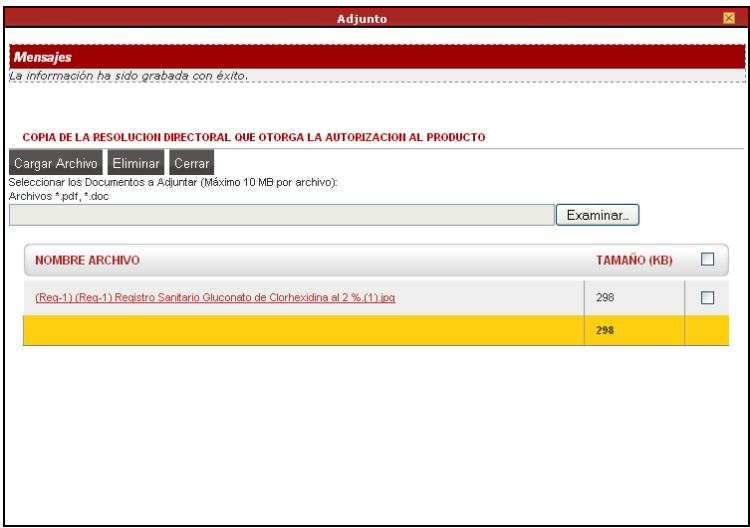 Adjunto
Mensajes
La información ha sido grabada con éxito.
COPIA DE LA RESOLUCION DIRECTORAL QUE OTORGA LA AUTORIZACION AL PRODUCTO
Cargar Archivo Eliminar Cerrar
Seleccionar los Documentos a Adjuntar (Máximo 10 MB por archivo):
Archivos *.pdf, *.doc
Examinar...
NOMBRE ARCHIVO TAMAÑO (KB)
(Req-1) (Req-1) Registro Sanitario Gluconato de Clorhexidina al 2 %.(1).jpg 298
298